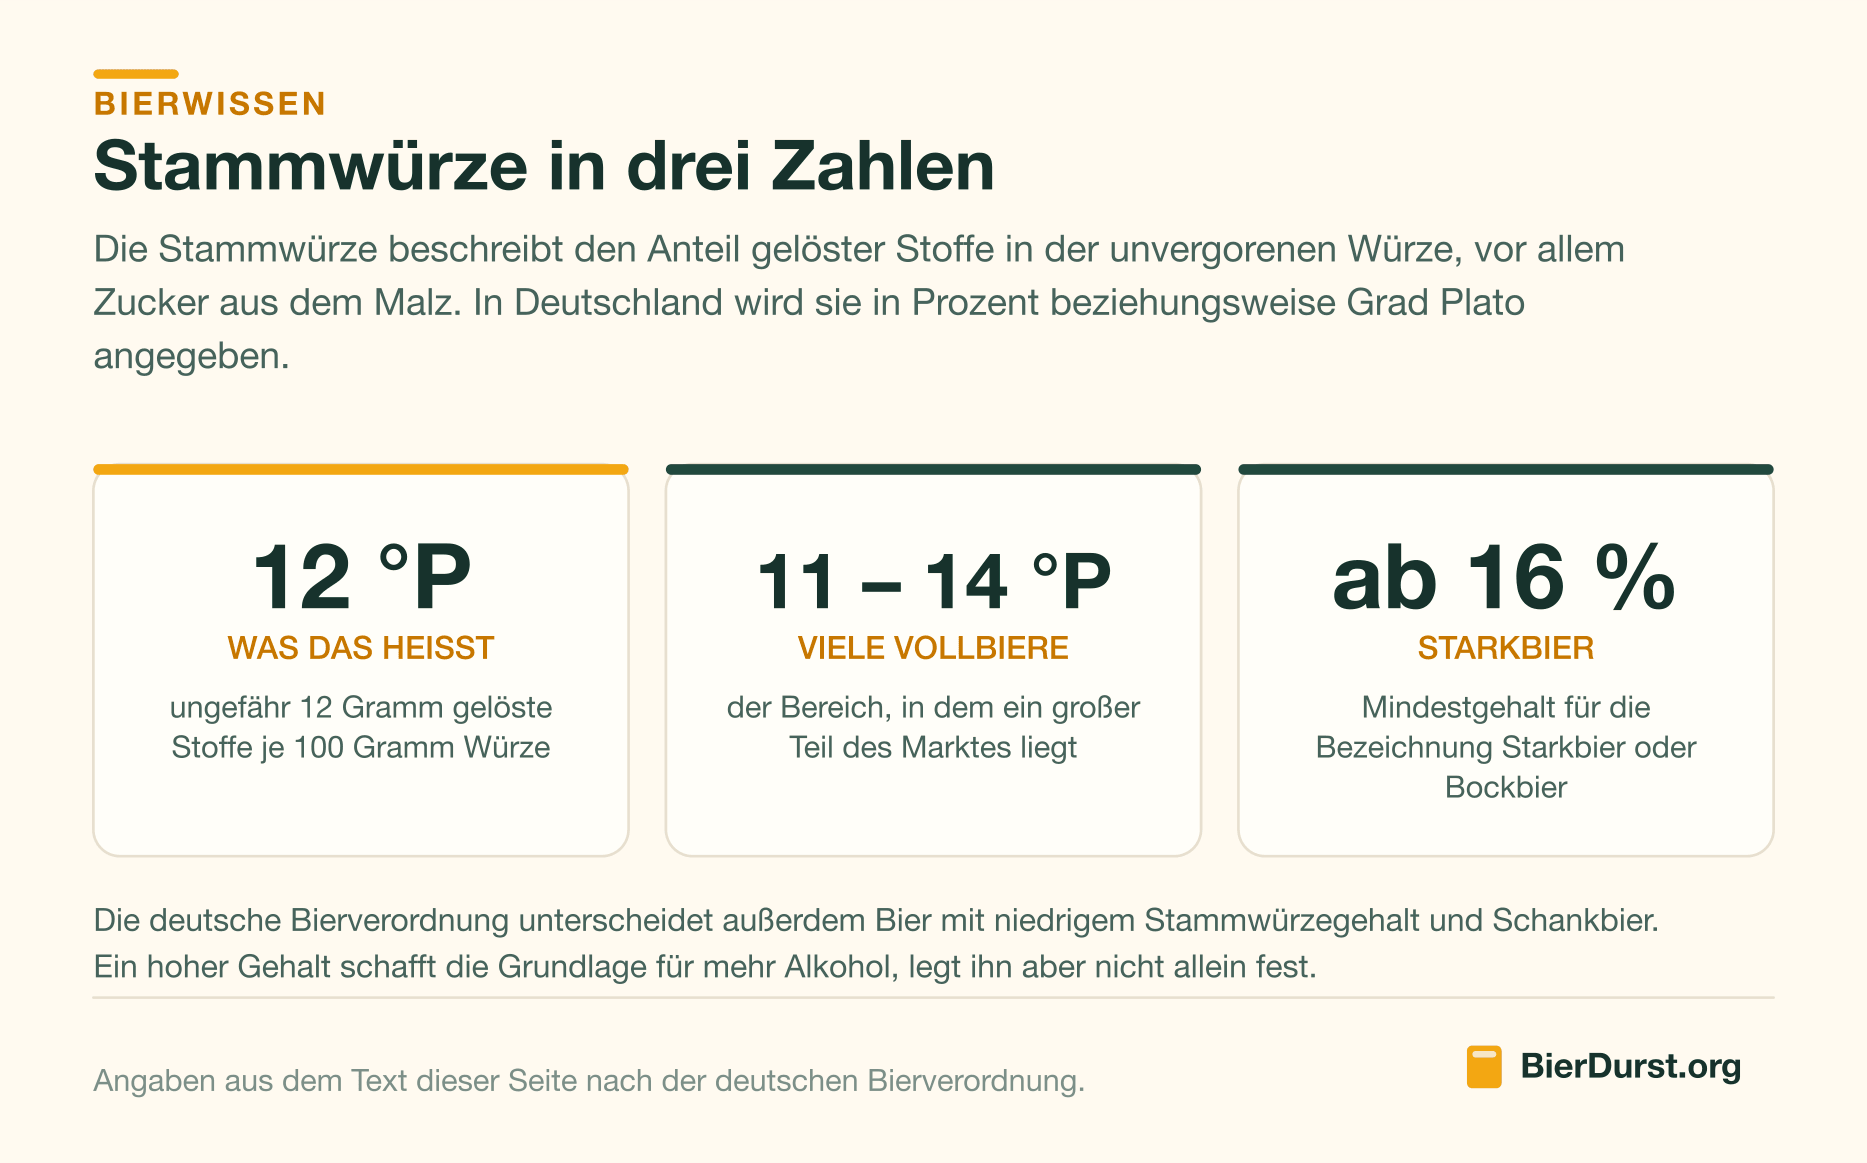 BIERWISSEN
Stammwürze in drei Zahlen
Die Stammwürze beschreibt den Anteil gelöster Stoffe in der unvergorenen Würze, vor allem
Zucker aus dem Malz. In Deutschland wird sie in Prozent beziehungsweise Grad Plato
angegeben.
12 °P
WAS DAS HEISST
ungefähr 12 Gramm gelöste
Stoffe je 100 Gramm Würze
11 – 14 °P
VIELE VOLLBIERE
der Bereich, in dem ein großer
Teil des Marktes liegt
ab 16 %
STARKBIER
Mindestgehalt für die
Bezeichnung Starkbier oder
Bockbier
Die deutsche Bierverordnung unterscheidet außerdem Bier mit niedrigem Stammwürzegehalt und Schankbier.
Ein hoher Gehalt schafft die Grundlage für mehr Alkohol, legt ihn aber nicht allein fest.
Angaben aus dem Text dieser Seite nach der deutschen Bierverordnung.
BierDurst.org